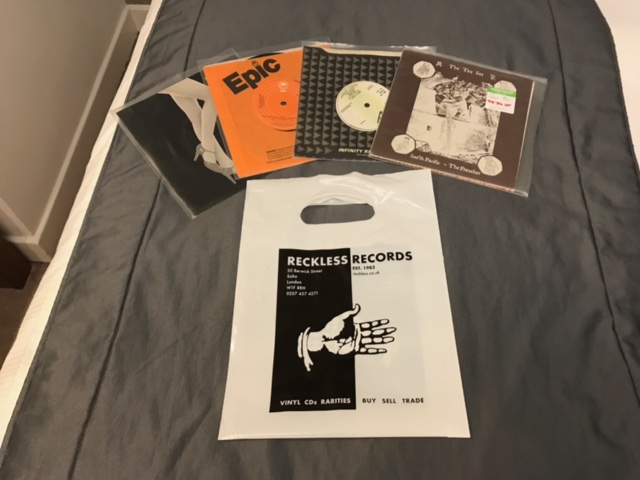 Epic
INFINITY
The Tea Set
South Pacific ~ The Parader
RECKLESS RECORDS
30 Berwick Street
Soho
London
W1F 8RH
0207 437 4271
EST. 1983
reckless.co.uk
VINYL CDs RARITIES BUY SELL TRADE